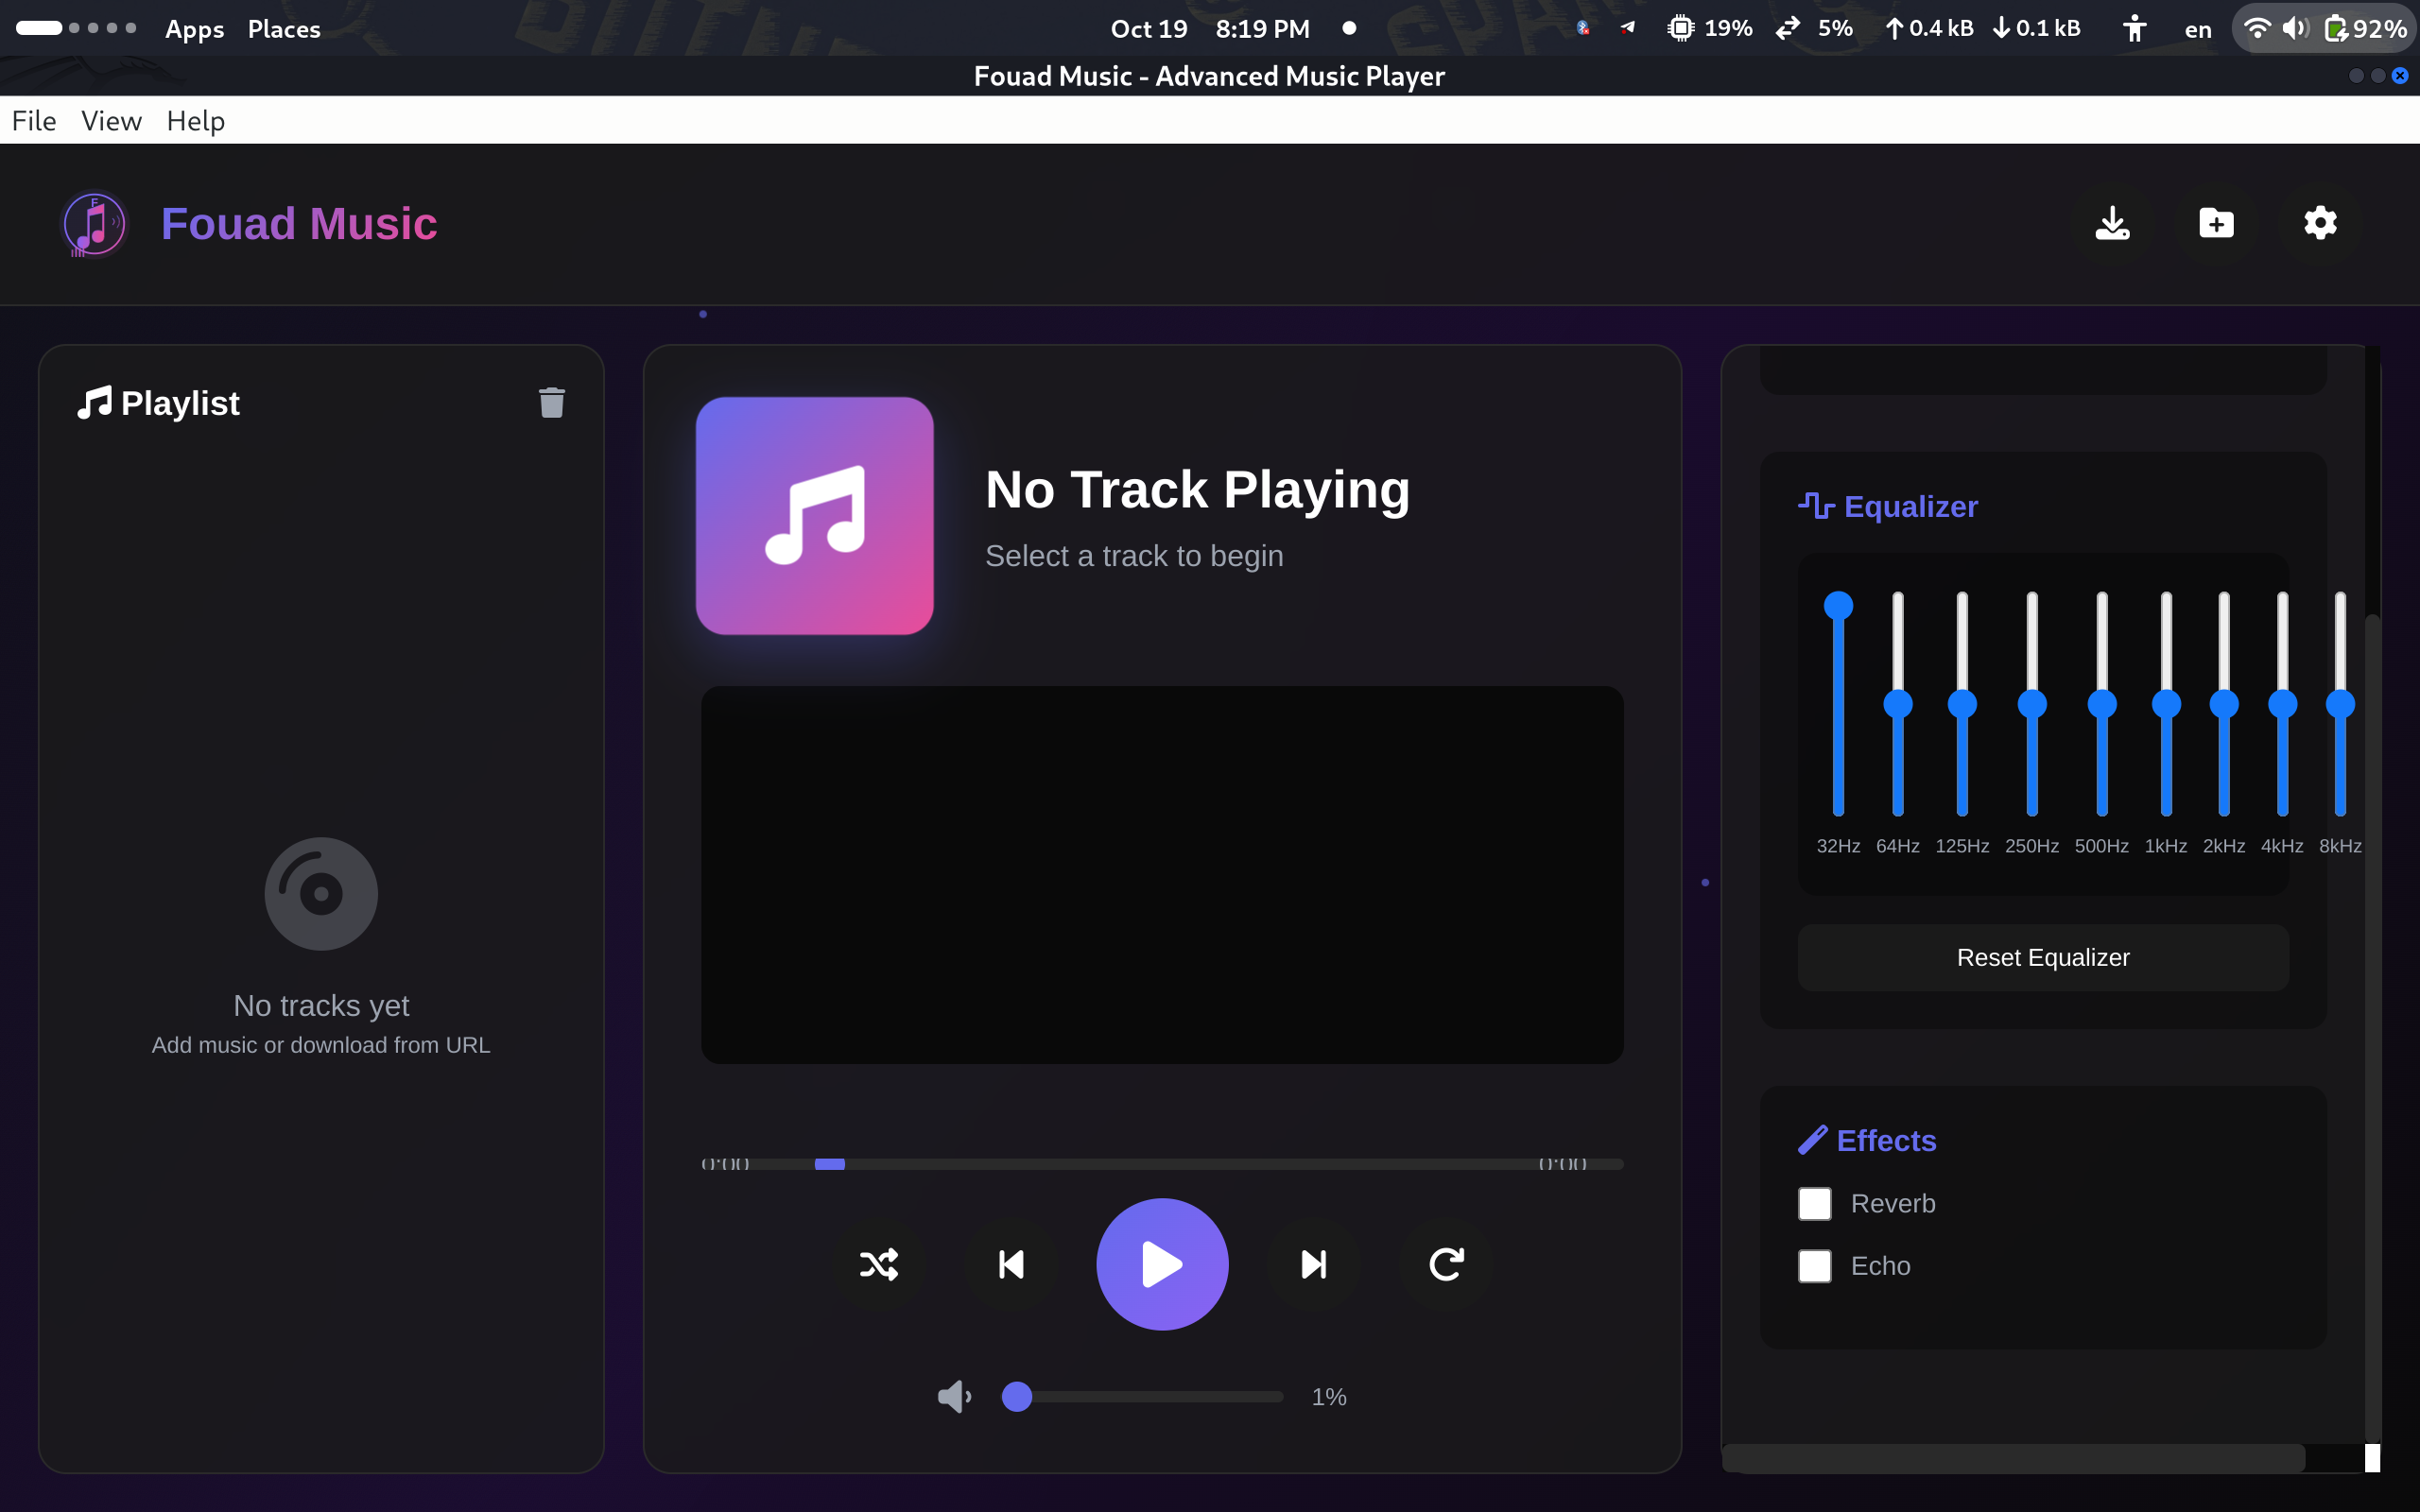 Apps Places Oct 19 8:19 PM 19% 5% 0.4 kB 0.1 kB en 92%
Fouad Music - Advanced Music Player
File View Help
Fouad Music
Playlist
No tracks yet
Add music or download from URL
No Track Playing
Select a track to begin
0:00 0:00
1%
Equalizer
32Hz 64Hz 125Hz 250Hz 500Hz 1kHz 2kHz 4kHz 8kHz
Reset Equalizer
Effects
Reverb
Echo